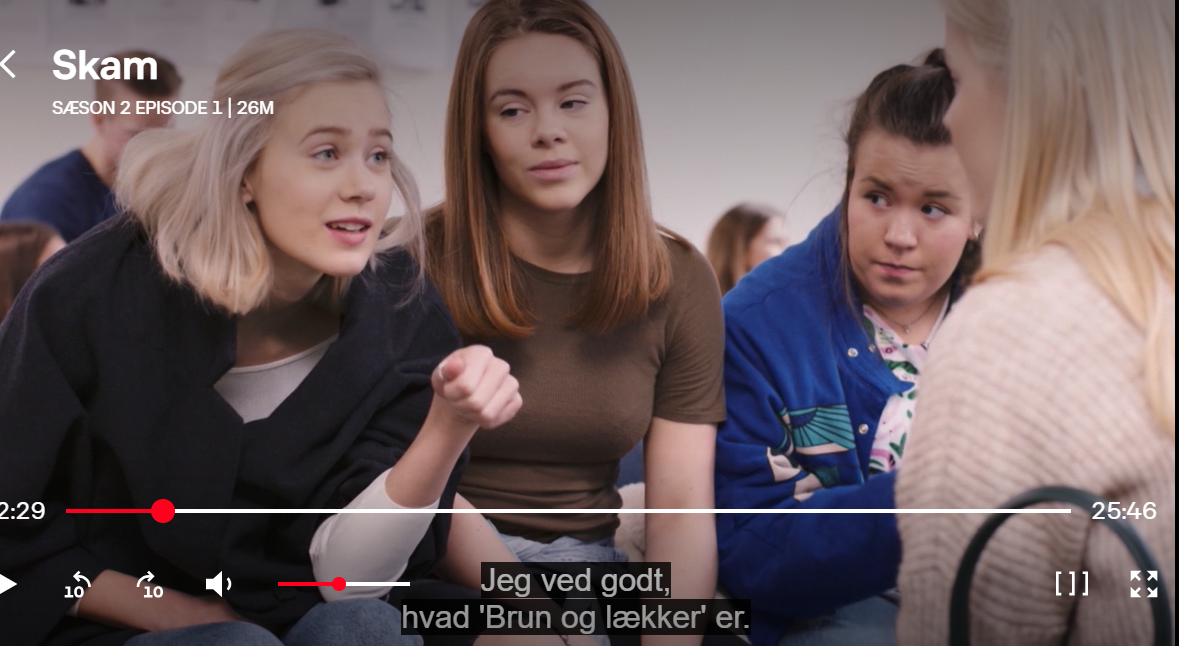 Skam
SÆSON 2 EPISODE 1 | 26M
2:29
25:46
10
10
[ ]
Jeg ved godt,
hvad 'Brun og lækker' er.